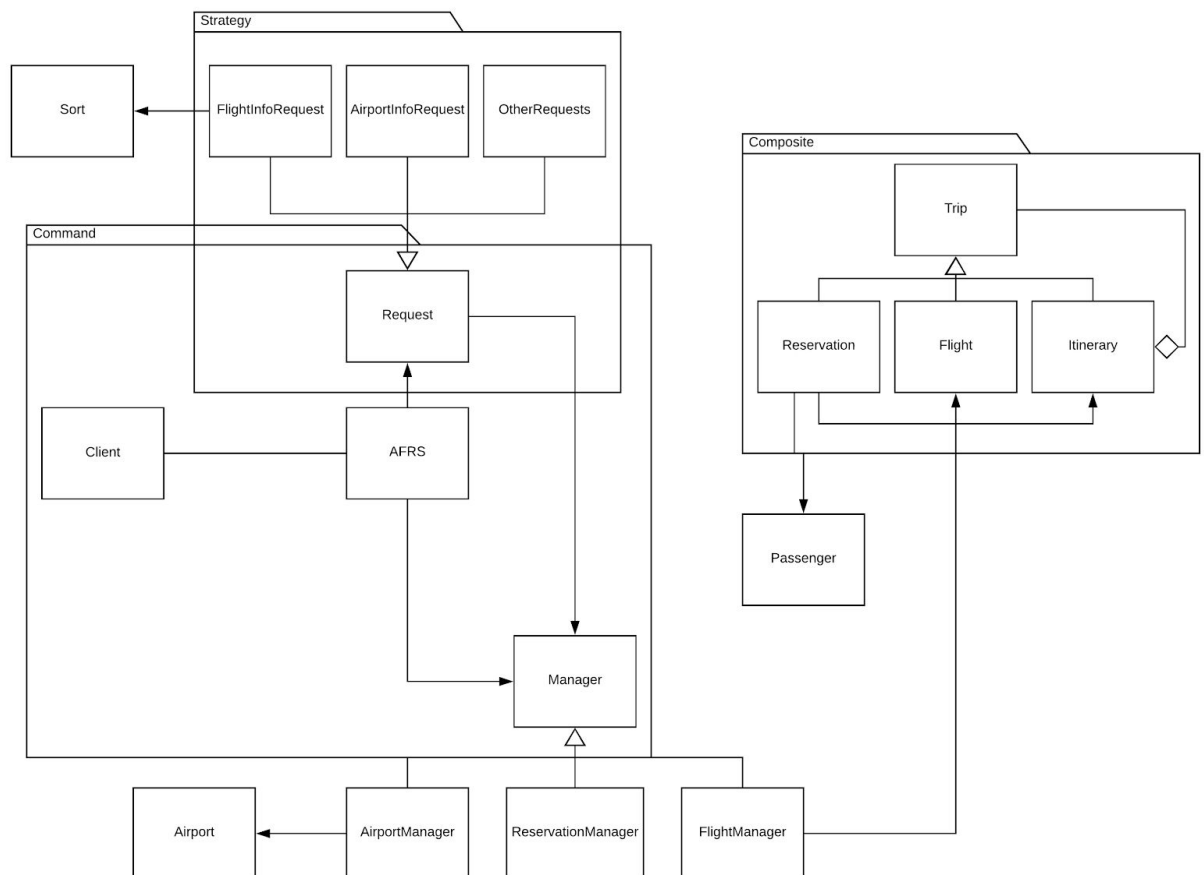 Strategy
Sort
FlightInfoRequest
AirportInfoRequest
OtherRequests
Composite
Trip
Command
Request
Reservation
Flight
Itinerary
Client
AFRS
Passenger
Manager
Airport
AirportManager
ReservationManager
FlightManager